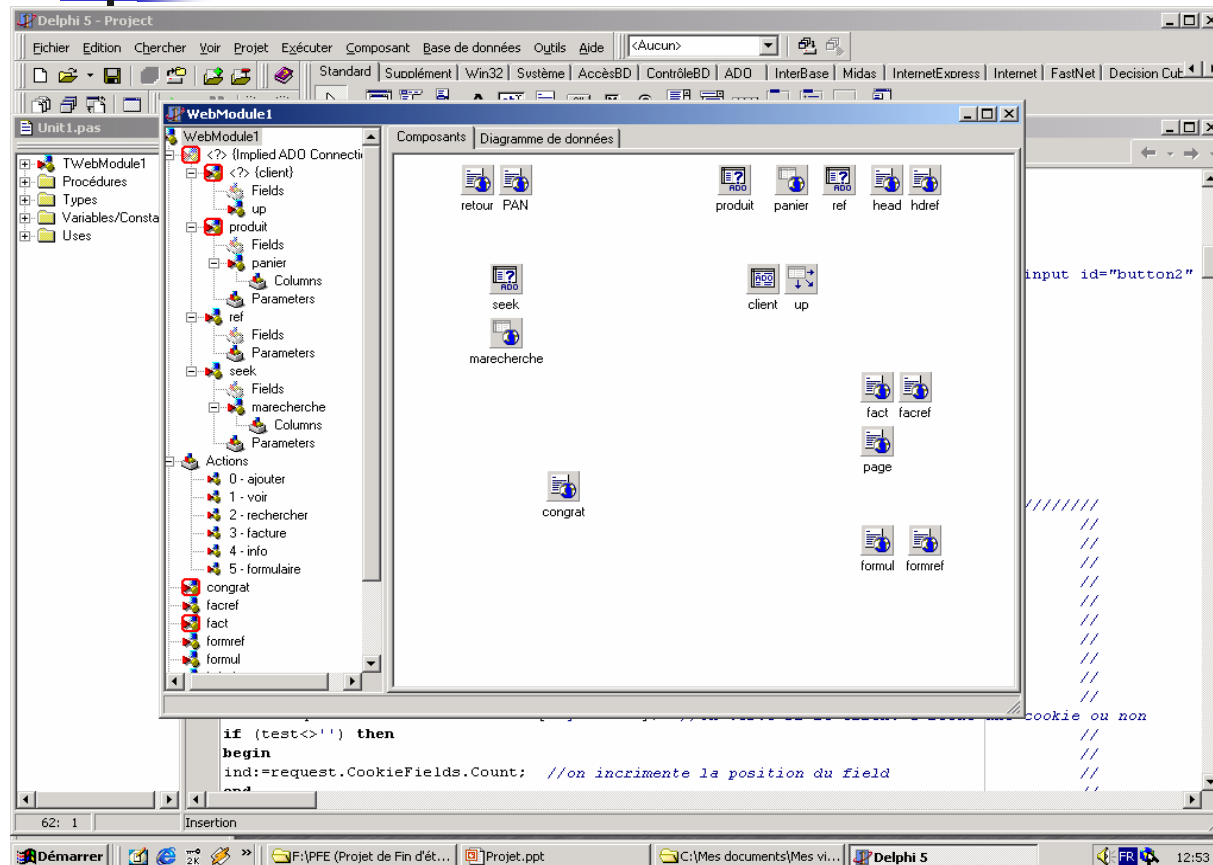 Delphi 5 - Project
Fichier Edition Chercher Voir Projet Exécuter Composant Base de données Outils Aide <Aucun>
Standard Supplément Win32 Système AccèsBD ContrôleBD ADO InterBase Midas InternetExpress Internet FastNet Decision Cub
Unit1.pas
TWebModule1
Procédures
Types
Variables/Consta
Uses
WebModule1
WebModule1
<?> {Implied ADO Connecti
<?> {client}
Fields
up
produit
Fields
panier
Columns
Parameters
ref
Fields
Parameters
seek
Fields
marecherche
Columns
Parameters
Actions
0 - ajouter
1 - voir
2 - rechercher
3 - facture
4 - info
5 - formulaire
congrat
facref
fact
formref
formul
Composants Diagramme de données
retour PAN produit panier ref head hdref
seek client up
marecherche
fact facref
page
congrat
formul formref
input id="button2"
////////
//
//
//
//
//
//
//
//
//
//
cookie ou non
if (test<>'') then //
begin //
ind:=request.CookieFields.Count; //on incrimente la position du field //
62: 1 Insertion
Démarrer F:\PFE (Projet de Fin d'ét... Projet.ppt C:\Mes documents\Mes vi... Delphi 5 FR 12:53